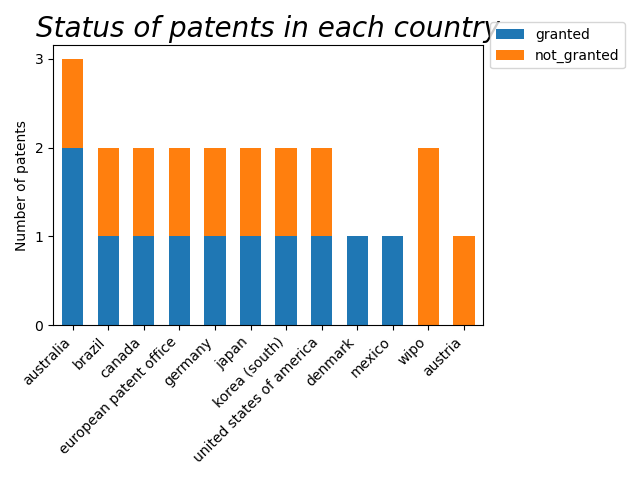 Status of patents in each country
granted
not_granted
Number of patents
3
2
1
0
australia
brazil
canada
european patent office
germany
japan
korea (south)
united states of america
denmark
mexico
wipo
austria